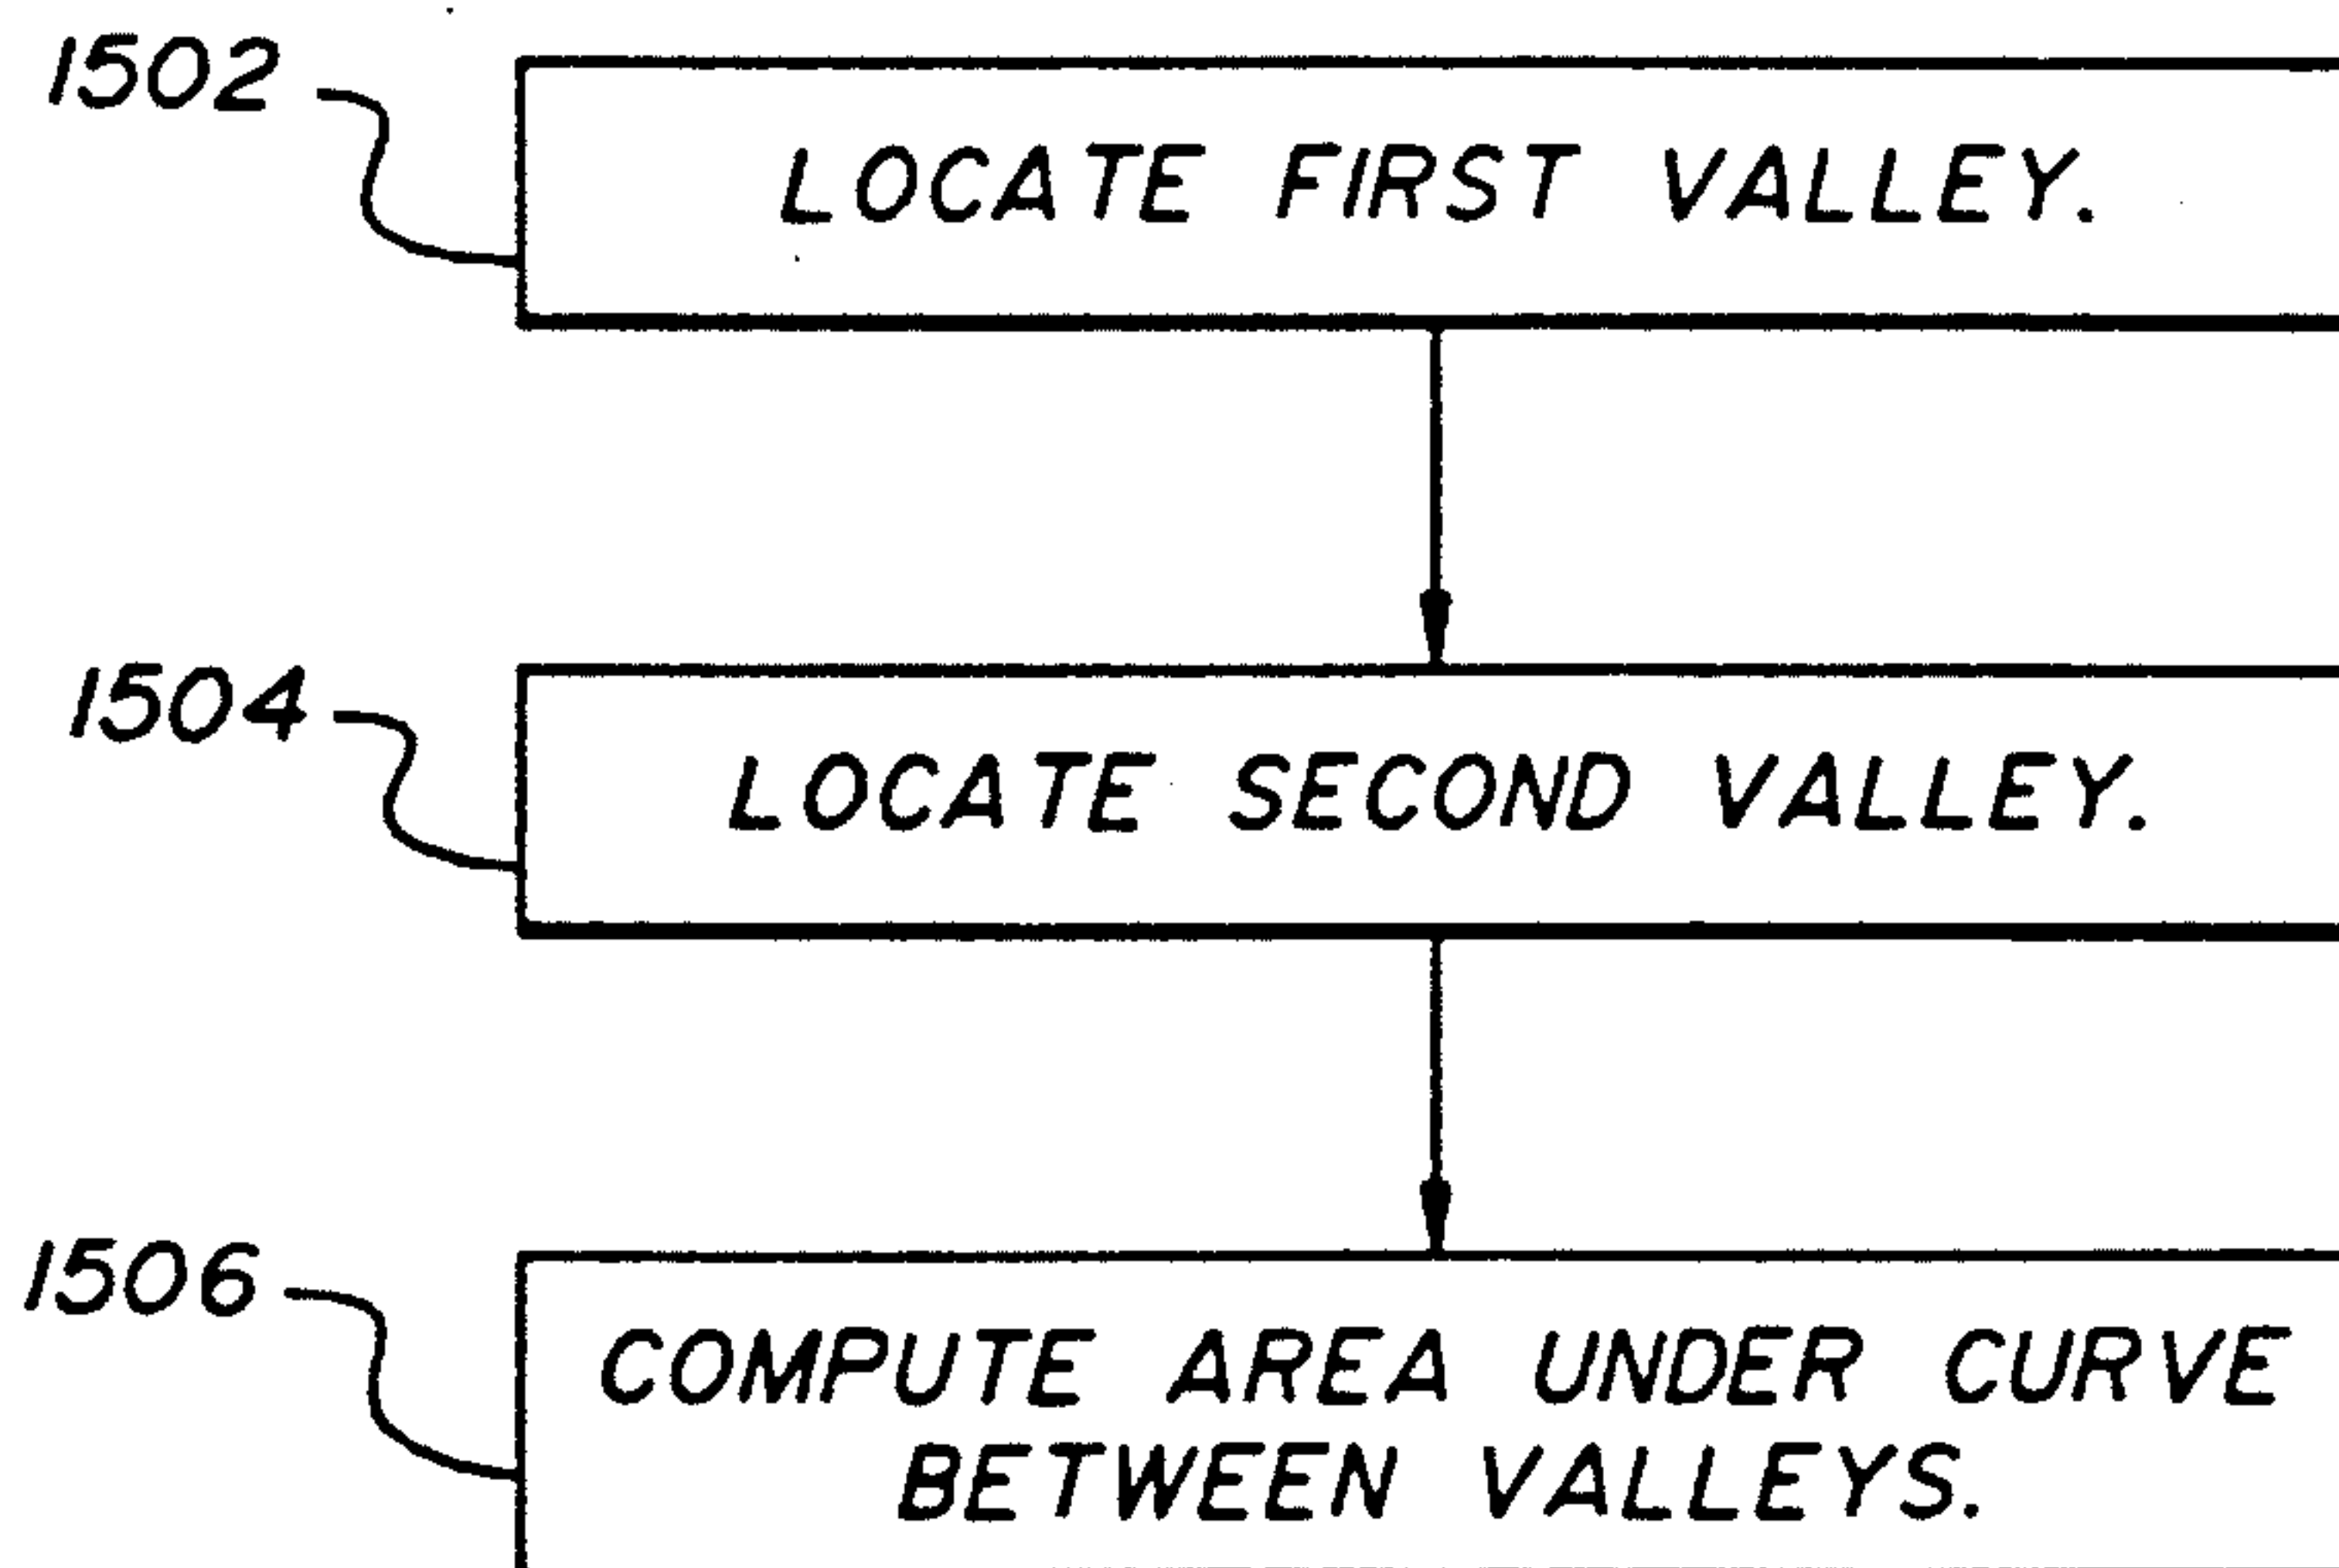 1502
LOCATE FIRST VALLEY.
1504
LOCATE SECOND VALLEY.
1506
COMPUTE AREA UNDER CURVE
BETWEEN VALLEYS.